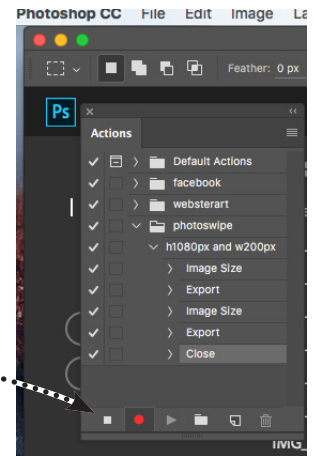 Photoshop CC File Edit Image
Feather: 0 px
Ps
Actions
Default Actions
facebook
websterart
photoswipe
h1080px and w200px
Image Size
Export
Image Size
Export
Close
IMG_